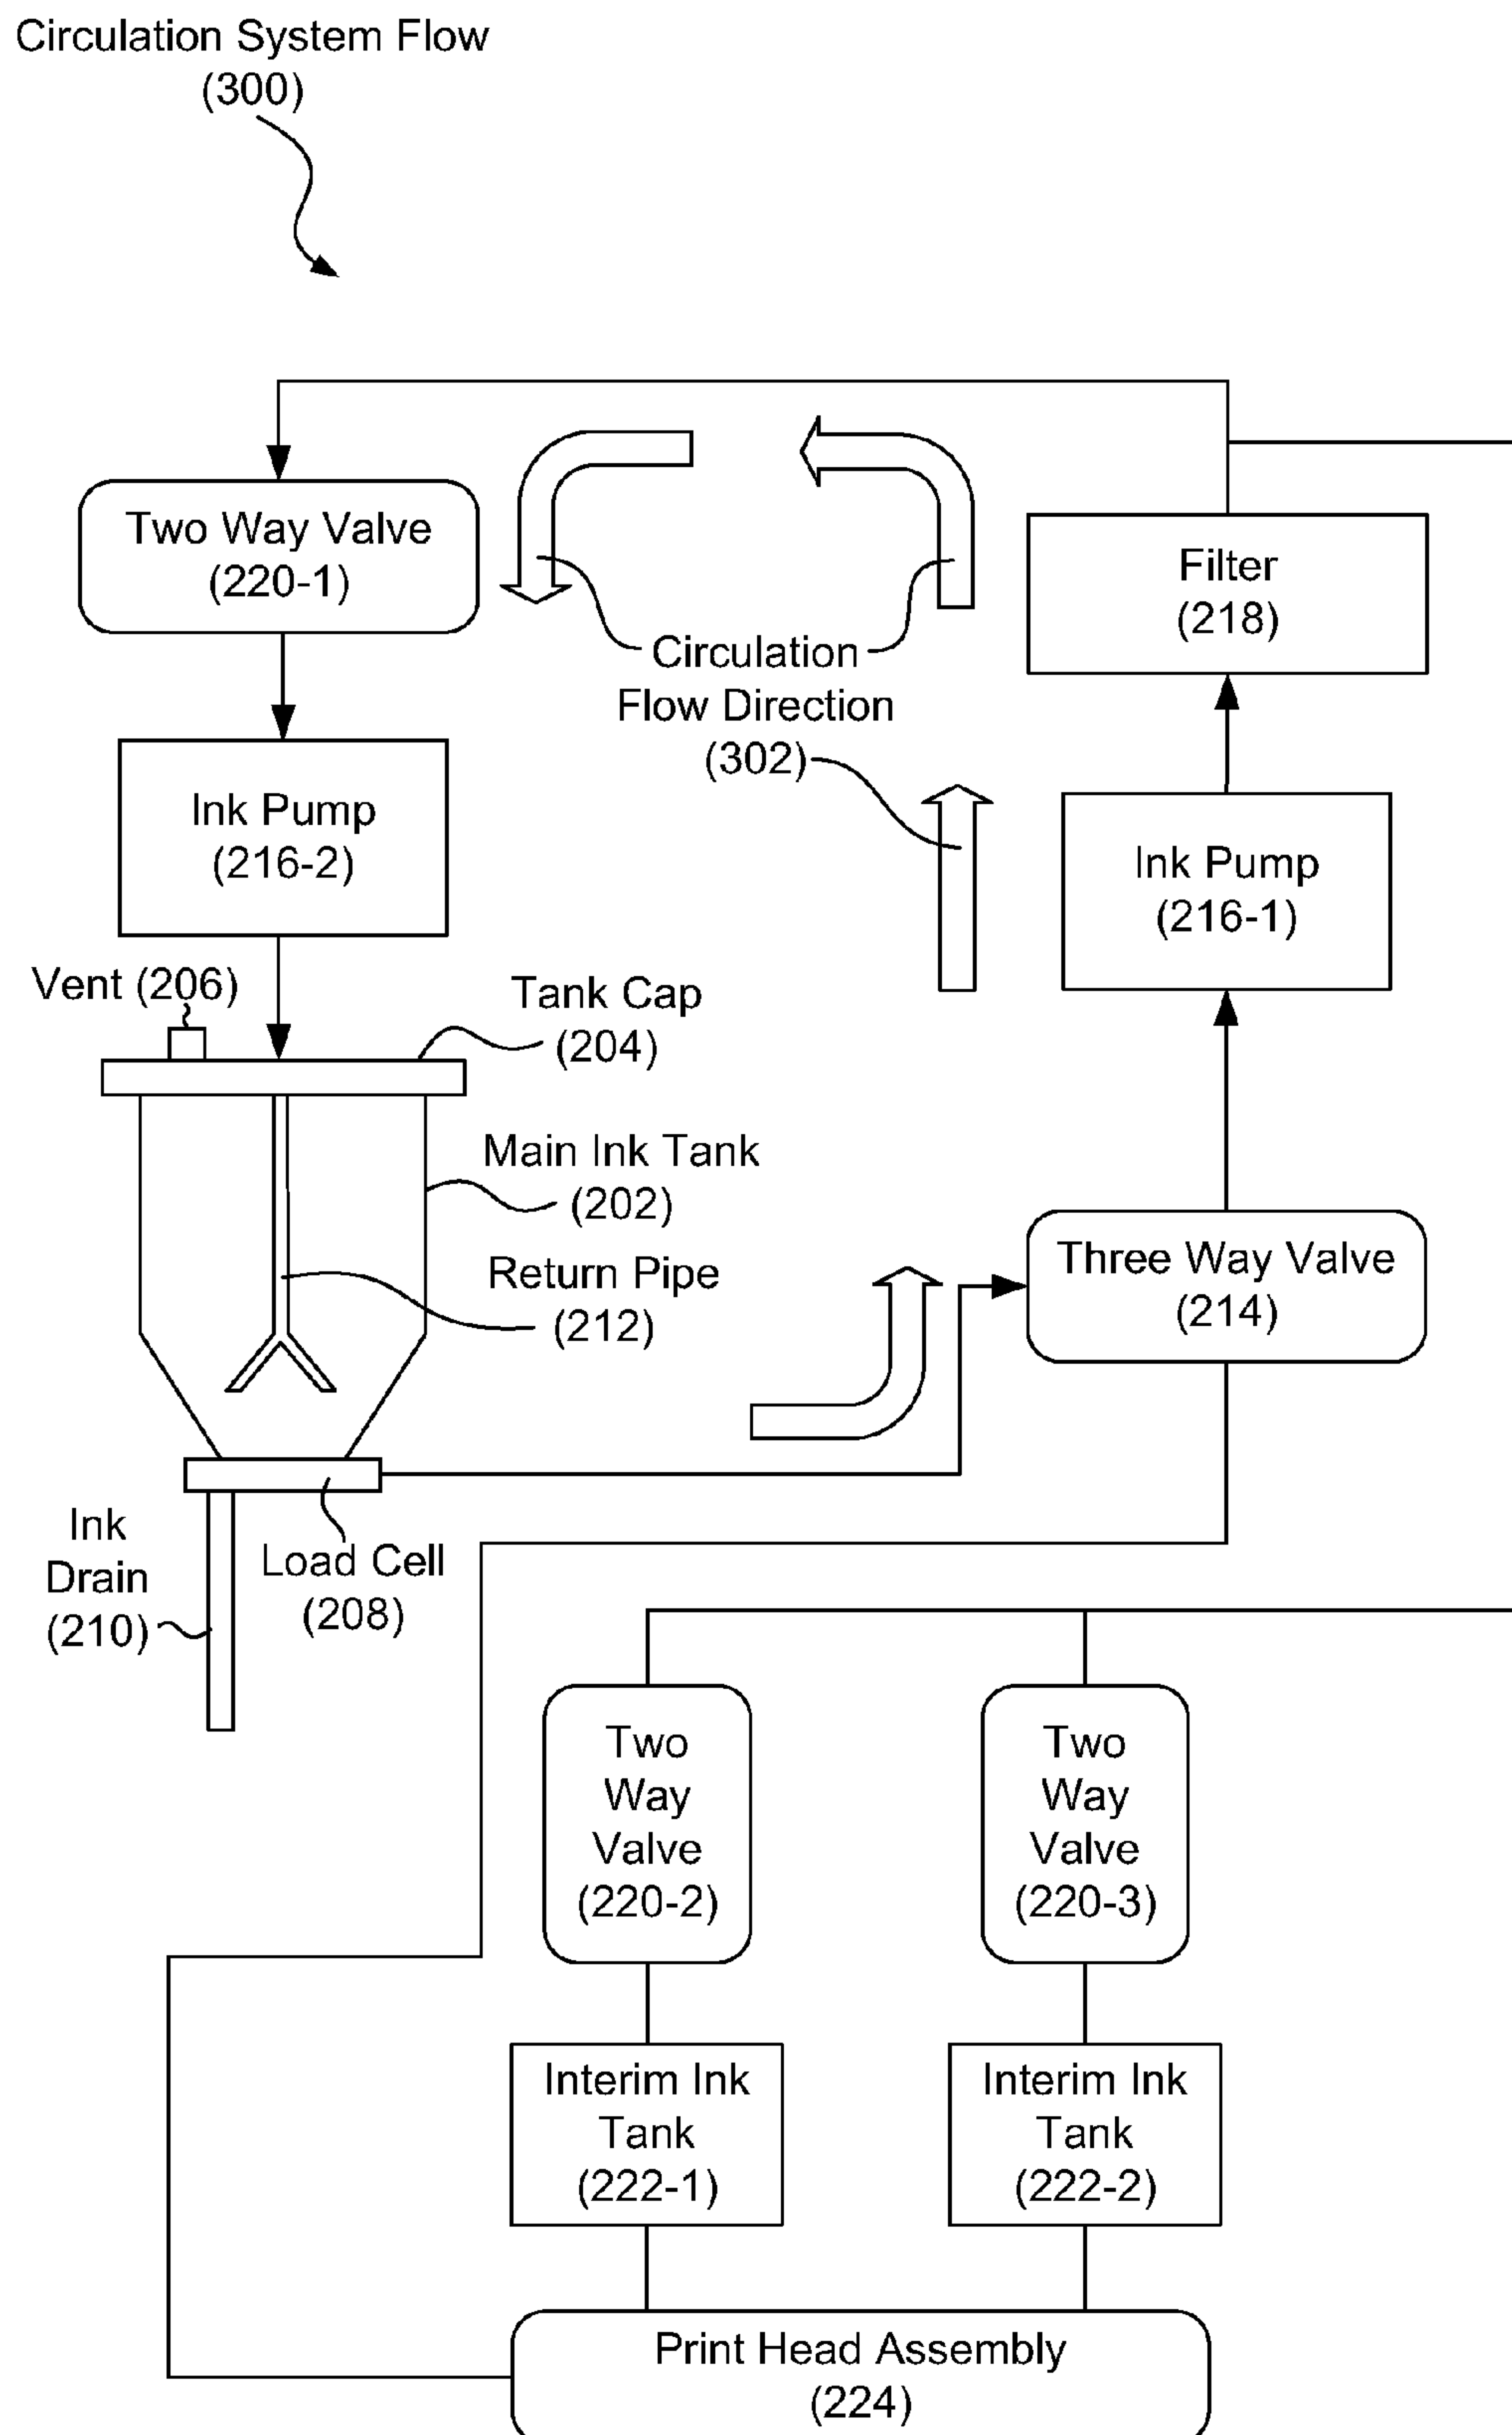 Circulation System Flow
(300)
Two Way Valve
(220-1)
Filter
(218)
Circulation
Flow Direction
(302)
Ink Pump
(216-2)
Ink Pump
(216-1)
Vent (206)
Tank Cap
(204)
Main Ink Tank
(202)
Return Pipe
(212)
Three Way Valve
(214)
Ink
Drain
(210)
Load Cell
(208)
Two
Way
Valve
(220-2)
Two
Way
Valve
(220-3)
Interim Ink
Tank
(222-1)
Interim Ink
Tank
(222-2)
Print Head Assembly
(224)